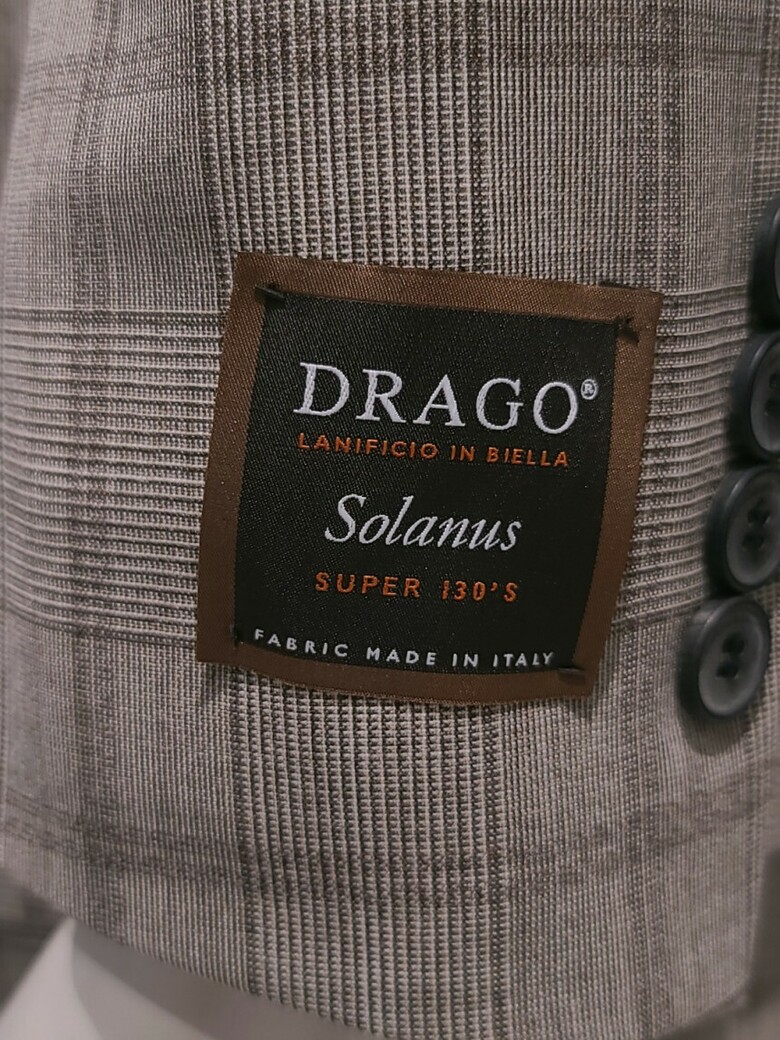 DRAGO®
LANIFICIO IN BIELLA
Solanus
SUPER 130'S
FABRIC MADE IN ITALY